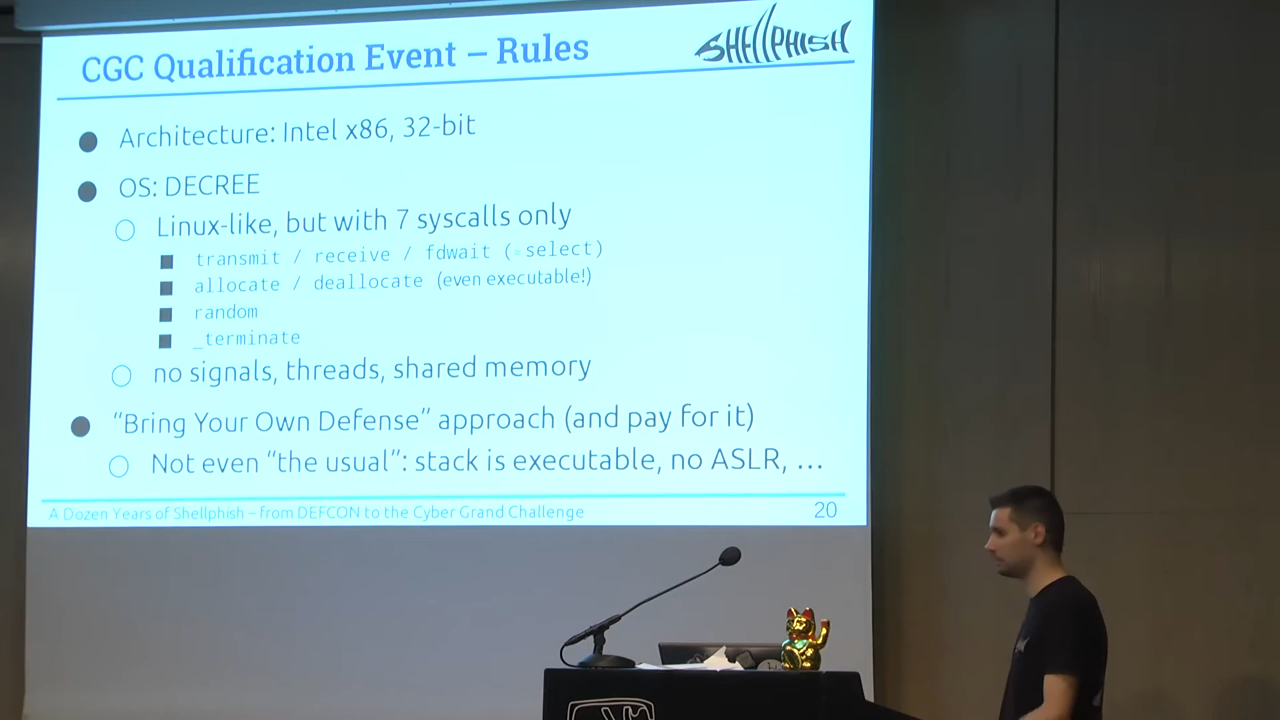 CGC Qualification Event – Rules
SHELLPHISH
Architecture: Intel x86, 32-bit
OS: DECREE
Linux-like, but with 7 syscalls only
transmit / receive / fdwait (≈select)
allocate / deallocate (even executable!)
random
_terminate
no signals, threads, shared memory
“Bring Your Own Defense” approach (and pay for it)
Not even “the usual”: stack is executable, no ASLR, …
A Dozen Years of Shellphish – from DEFCON to the Cyber Grand Challenge
20